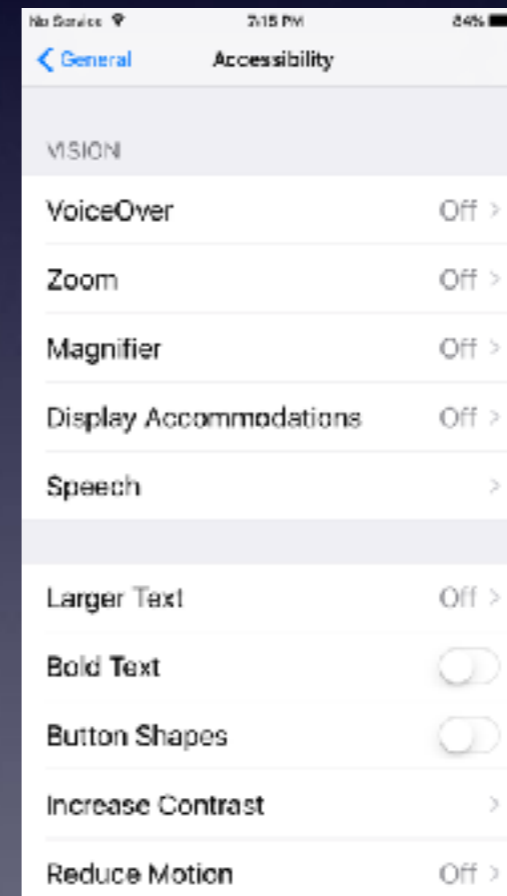 No Service 7:15 PM 84%
General Accessibility
VISION
VoiceOver Off
Zoom Off
Magnifier Off
Display Accommodations Off
Speech
Larger Text Off
Bold Text
Button Shapes
Increase Contrast
Reduce Motion Off